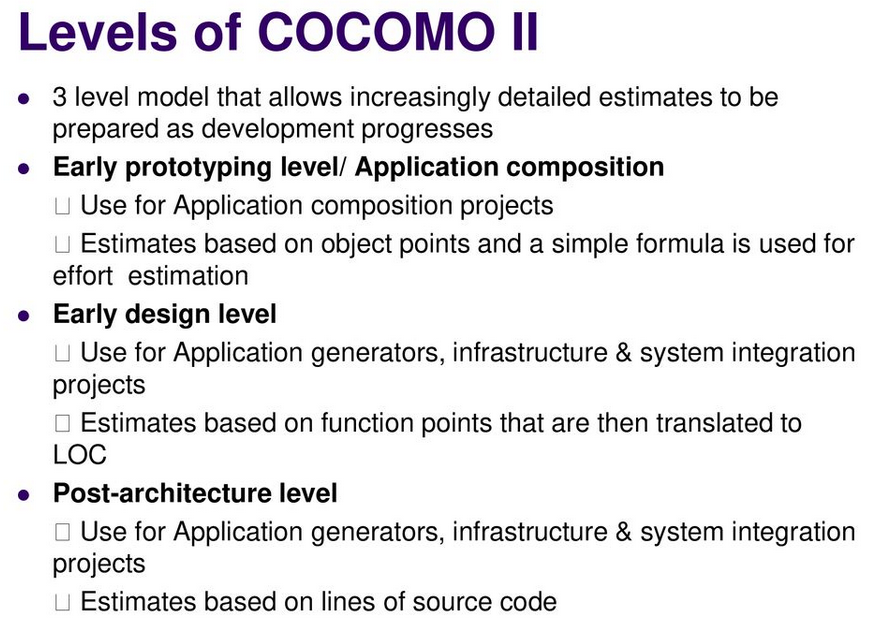 Levels of COCOMO II
● 3 level model that allows increasingly detailed estimates to be
prepared as development progresses
● Early prototyping level/ Application composition
□ Use for Application composition projects
□ Estimates based on object points and a simple formula is used for
effort  estimation
● Early design level
□ Use for Application generators, infrastructure & system integration
projects
□ Estimates based on function points that are then translated to
LOC
● Post-architecture level
□ Use for Application generators, infrastructure & system integration
projects
□ Estimates based on lines of source code